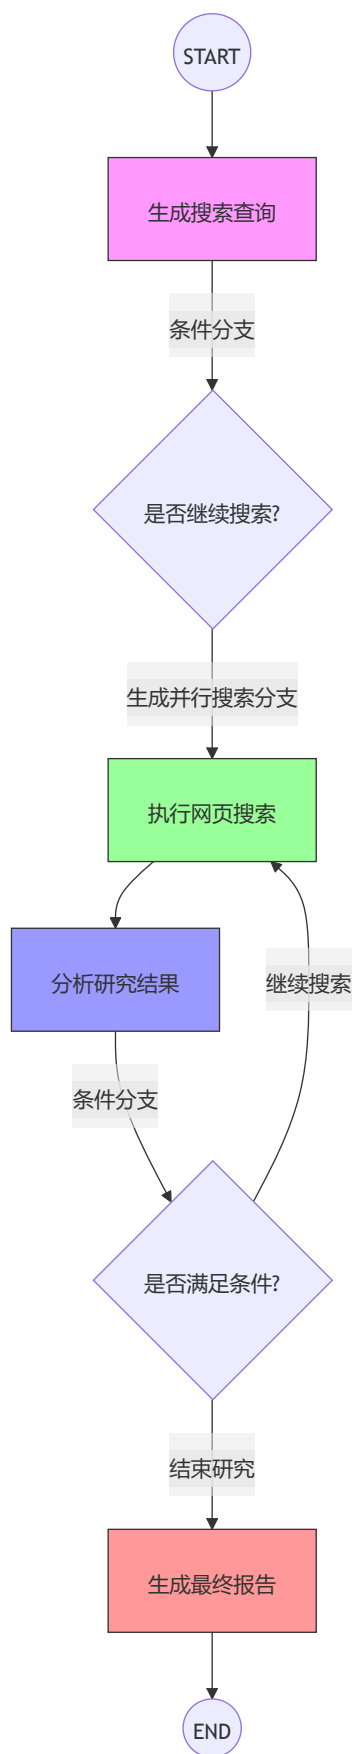 START
生成搜索查询
条件分支
是否继续搜索?
生成并行搜索分支
执行网页搜索
分析研究结果
继续搜索
条件分支
是否满足条件?
结束研究
生成最终报告
END